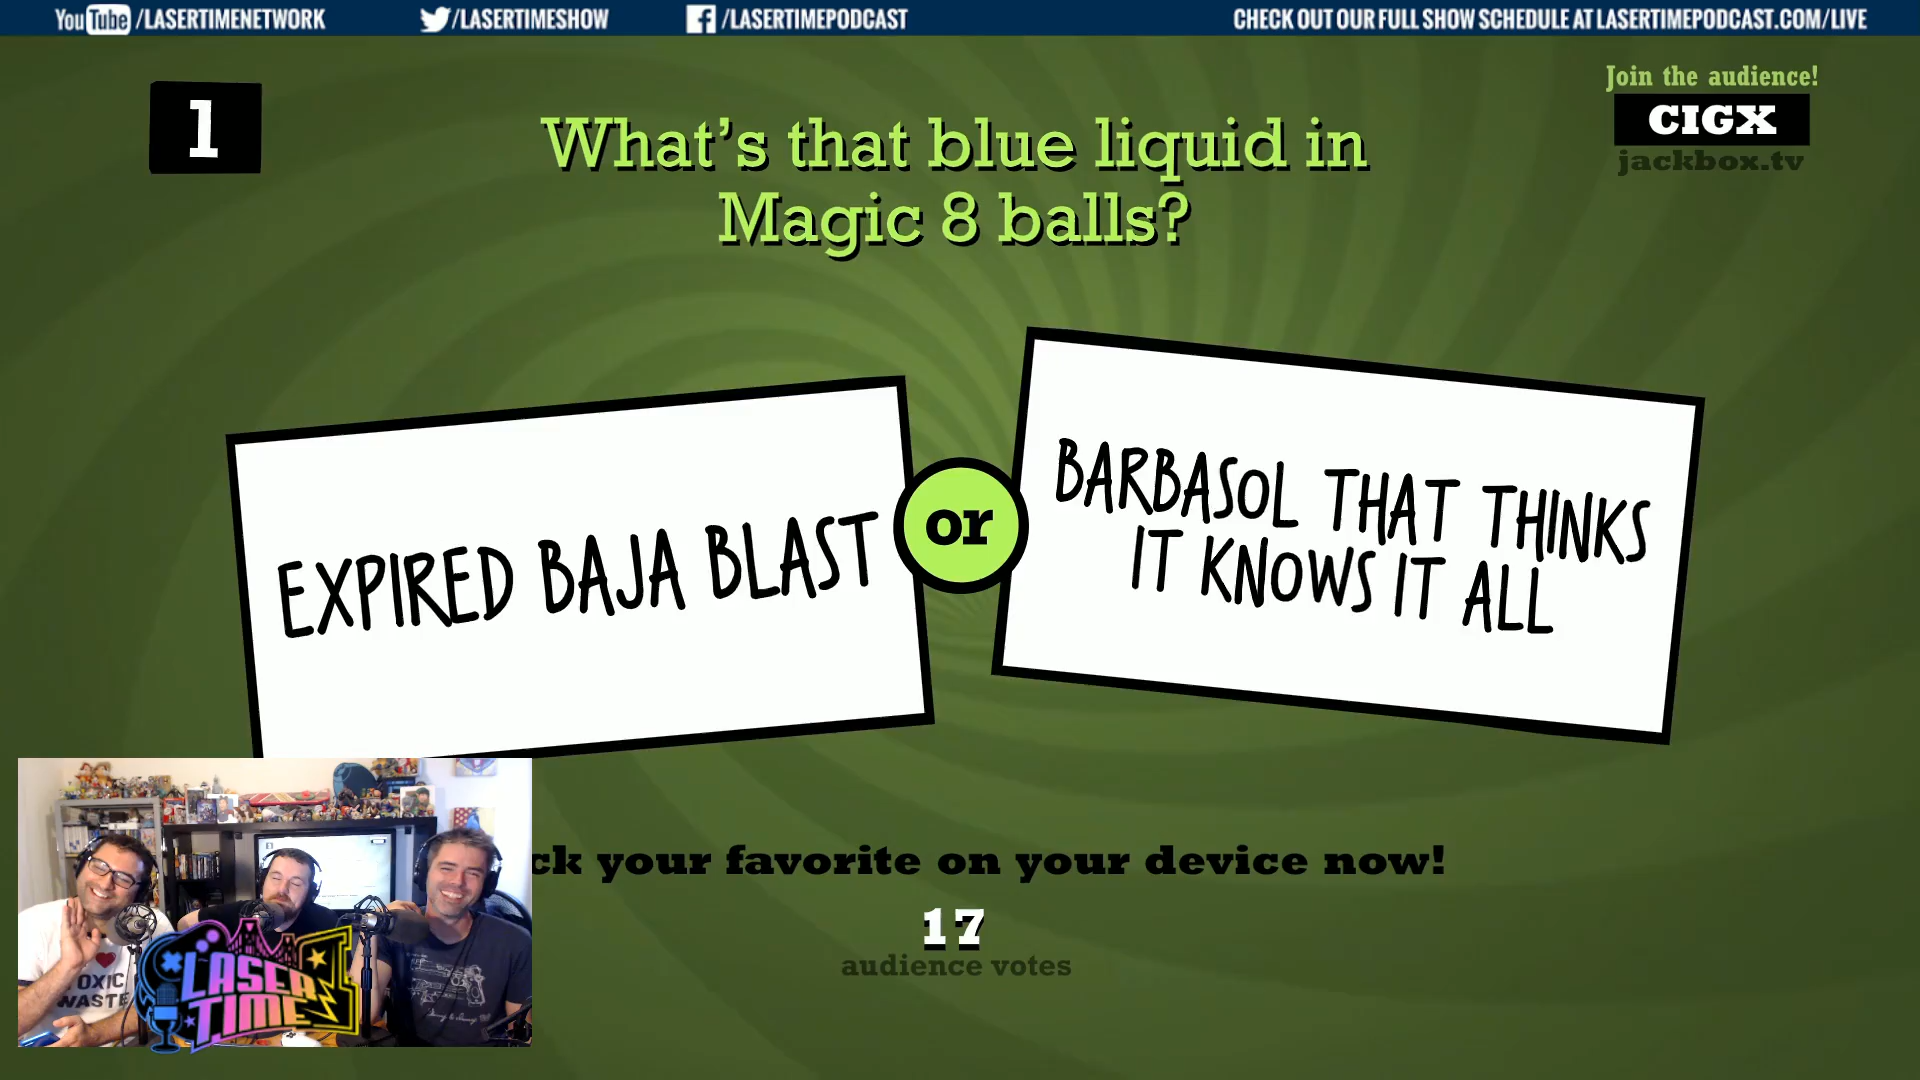 YouTube /LASERTIMENETWORK
/LASERTIMESHOW
/LASERTIMEPODCAST
CHECK OUT OUR FULL SHOW SCHEDULE AT LASERTIMEPODCAST.COM/LIVE
1
What's that blue liquid in
Magic 8 balls?
Join the audience!
CIGX
jackbox.tv
EXPIRED BAJA BLAST
or
BARBASOL THAT THINKS
IT KNOWS IT ALL
ck your favorite on your device now!
17
audience votes
OXIC
WASTE
LASER
TIME